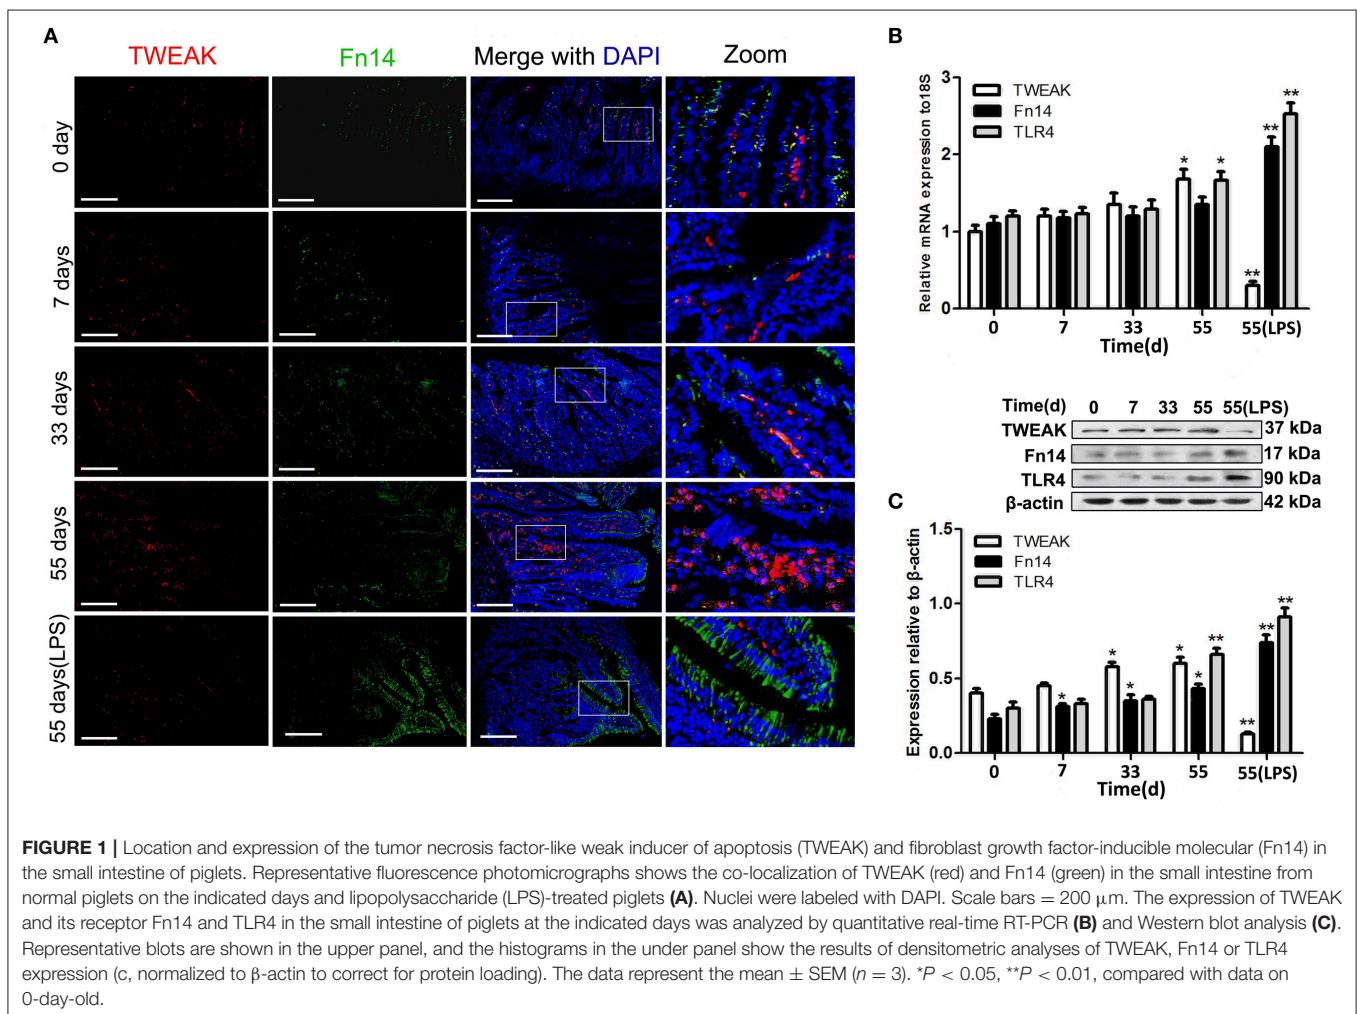 A
TWEAK
Fn14
Merge with DAPI
Zoom
0 day
7 days
33 days
55 days
55 days(LPS)
B
Relative mRNA expression to18S
3
2
1
0
TWEAK
Fn14
TLR4
* * ** ** **
0 7 33 55 55(LPS)
Time(d)
Time(d) 0 7 33 55 55(LPS)
TWEAK 37 kDa
Fn14 17 kDa
TLR4 90 kDa
β-actin 42 kDa
C
Expression relative to β-actin
1.5
1.0
0.5
0.0
TWEAK
Fn14
TLR4
* * * * * ** ** ** **
0 7 33 55 55(LPS)
Time(d)
FIGURE 1 | Location and expression of the tumor necrosis factor-like weak inducer of apoptosis (TWEAK) and fibroblast growth factor-inducible molecular (Fn14) in
the small intestine of piglets. Representative fluorescence photomicrographs shows the co-localization of TWEAK (red) and Fn14 (green) in the small intestine from
normal piglets on the indicated days and lipopolysaccharide (LPS)-treated piglets (A). Nuclei were labeled with DAPI. Scale bars = 200 μm. The expression of TWEAK
and its receptor Fn14 and TLR4 in the small intestine of piglets at the indicated days was analyzed by quantitative real-time RT-PCR (B) and Western blot analysis (C).
Representative blots are shown in the upper panel, and the histograms in the under panel show the results of densitometric analyses of TWEAK, Fn14 or TLR4
expression (c, normalized to β-actin to correct for protein loading). The data represent the mean ± SEM (n = 3). *P < 0.05, **P < 0.01, compared with data on
0-day-old.